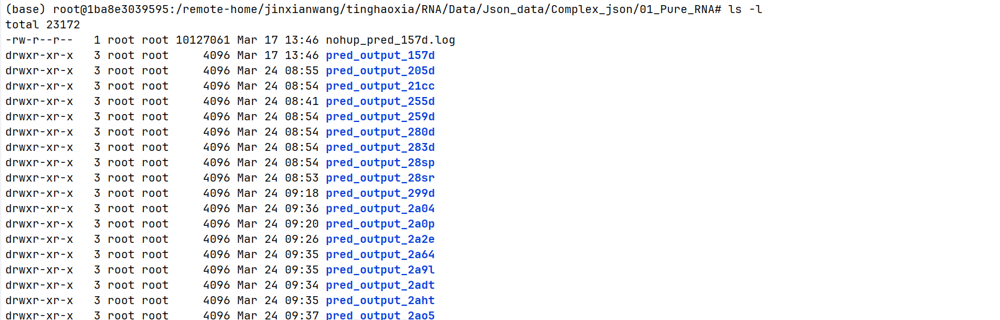 (base) root@1ba8e3039595:/remote-home/jinxianwang/tinghaoxia/RNA/Data/Json_data/Complex_json/01_Pure_RNA# ls -l
total 23172
-rw-r--r--   1 root root 10127061 Mar 17 13:46 nohup_pred_157d.log
drwxr-xr-x   3 root root     4096 Mar 17 13:46 pred_output_157d
drwxr-xr-x   3 root root     4096 Mar 24 08:55 pred_output_205d
drwxr-xr-x   3 root root     4096 Mar 24 08:54 pred_output_21cc
drwxr-xr-x   3 root root     4096 Mar 24 08:41 pred_output_255d
drwxr-xr-x   3 root root     4096 Mar 24 08:54 pred_output_259d
drwxr-xr-x   3 root root     4096 Mar 24 08:54 pred_output_280d
drwxr-xr-x   3 root root     4096 Mar 24 08:54 pred_output_283d
drwxr-xr-x   3 root root     4096 Mar 24 08:54 pred_output_28sp
drwxr-xr-x   3 root root     4096 Mar 24 08:53 pred_output_28sr
drwxr-xr-x   3 root root     4096 Mar 24 09:18 pred_output_299d
drwxr-xr-x   3 root root     4096 Mar 24 09:36 pred_output_2a04
drwxr-xr-x   3 root root     4096 Mar 24 09:20 pred_output_2a0p
drwxr-xr-x   3 root root     4096 Mar 24 09:26 pred_output_2a2e
drwxr-xr-x   3 root root     4096 Mar 24 09:35 pred_output_2a64
drwxr-xr-x   3 root root     4096 Mar 24 09:35 pred_output_2a9l
drwxr-xr-x   3 root root     4096 Mar 24 09:34 pred_output_2adt
drwxr-xr-x   3 root root     4096 Mar 24 09:35 pred_output_2aht
drwxr-xr-x   3 root root     4096 Mar 24 09:37 pred_output_2ao5